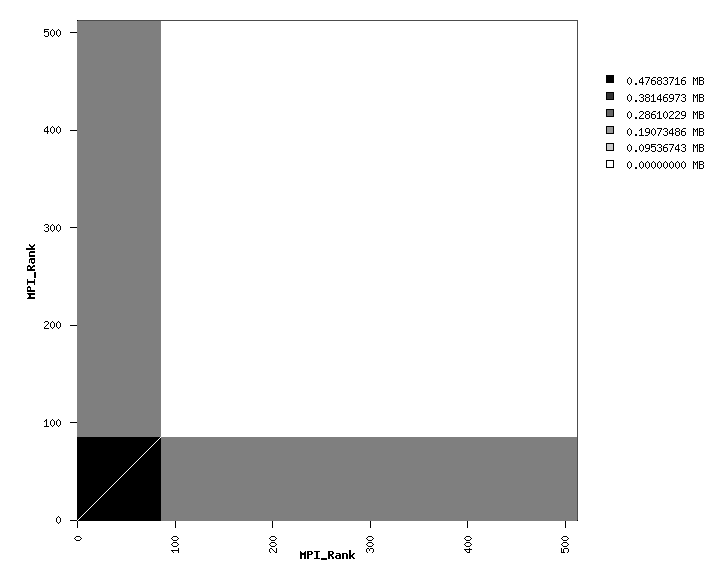 500
400
300
200
100
0
MPI_Rank
0
100
200
300
400
500
MPI_Rank
0.47683716 MB
0.38146973 MB
0.28610229 MB
0.19073486 MB
0.09536743 MB
0.00000000 MB